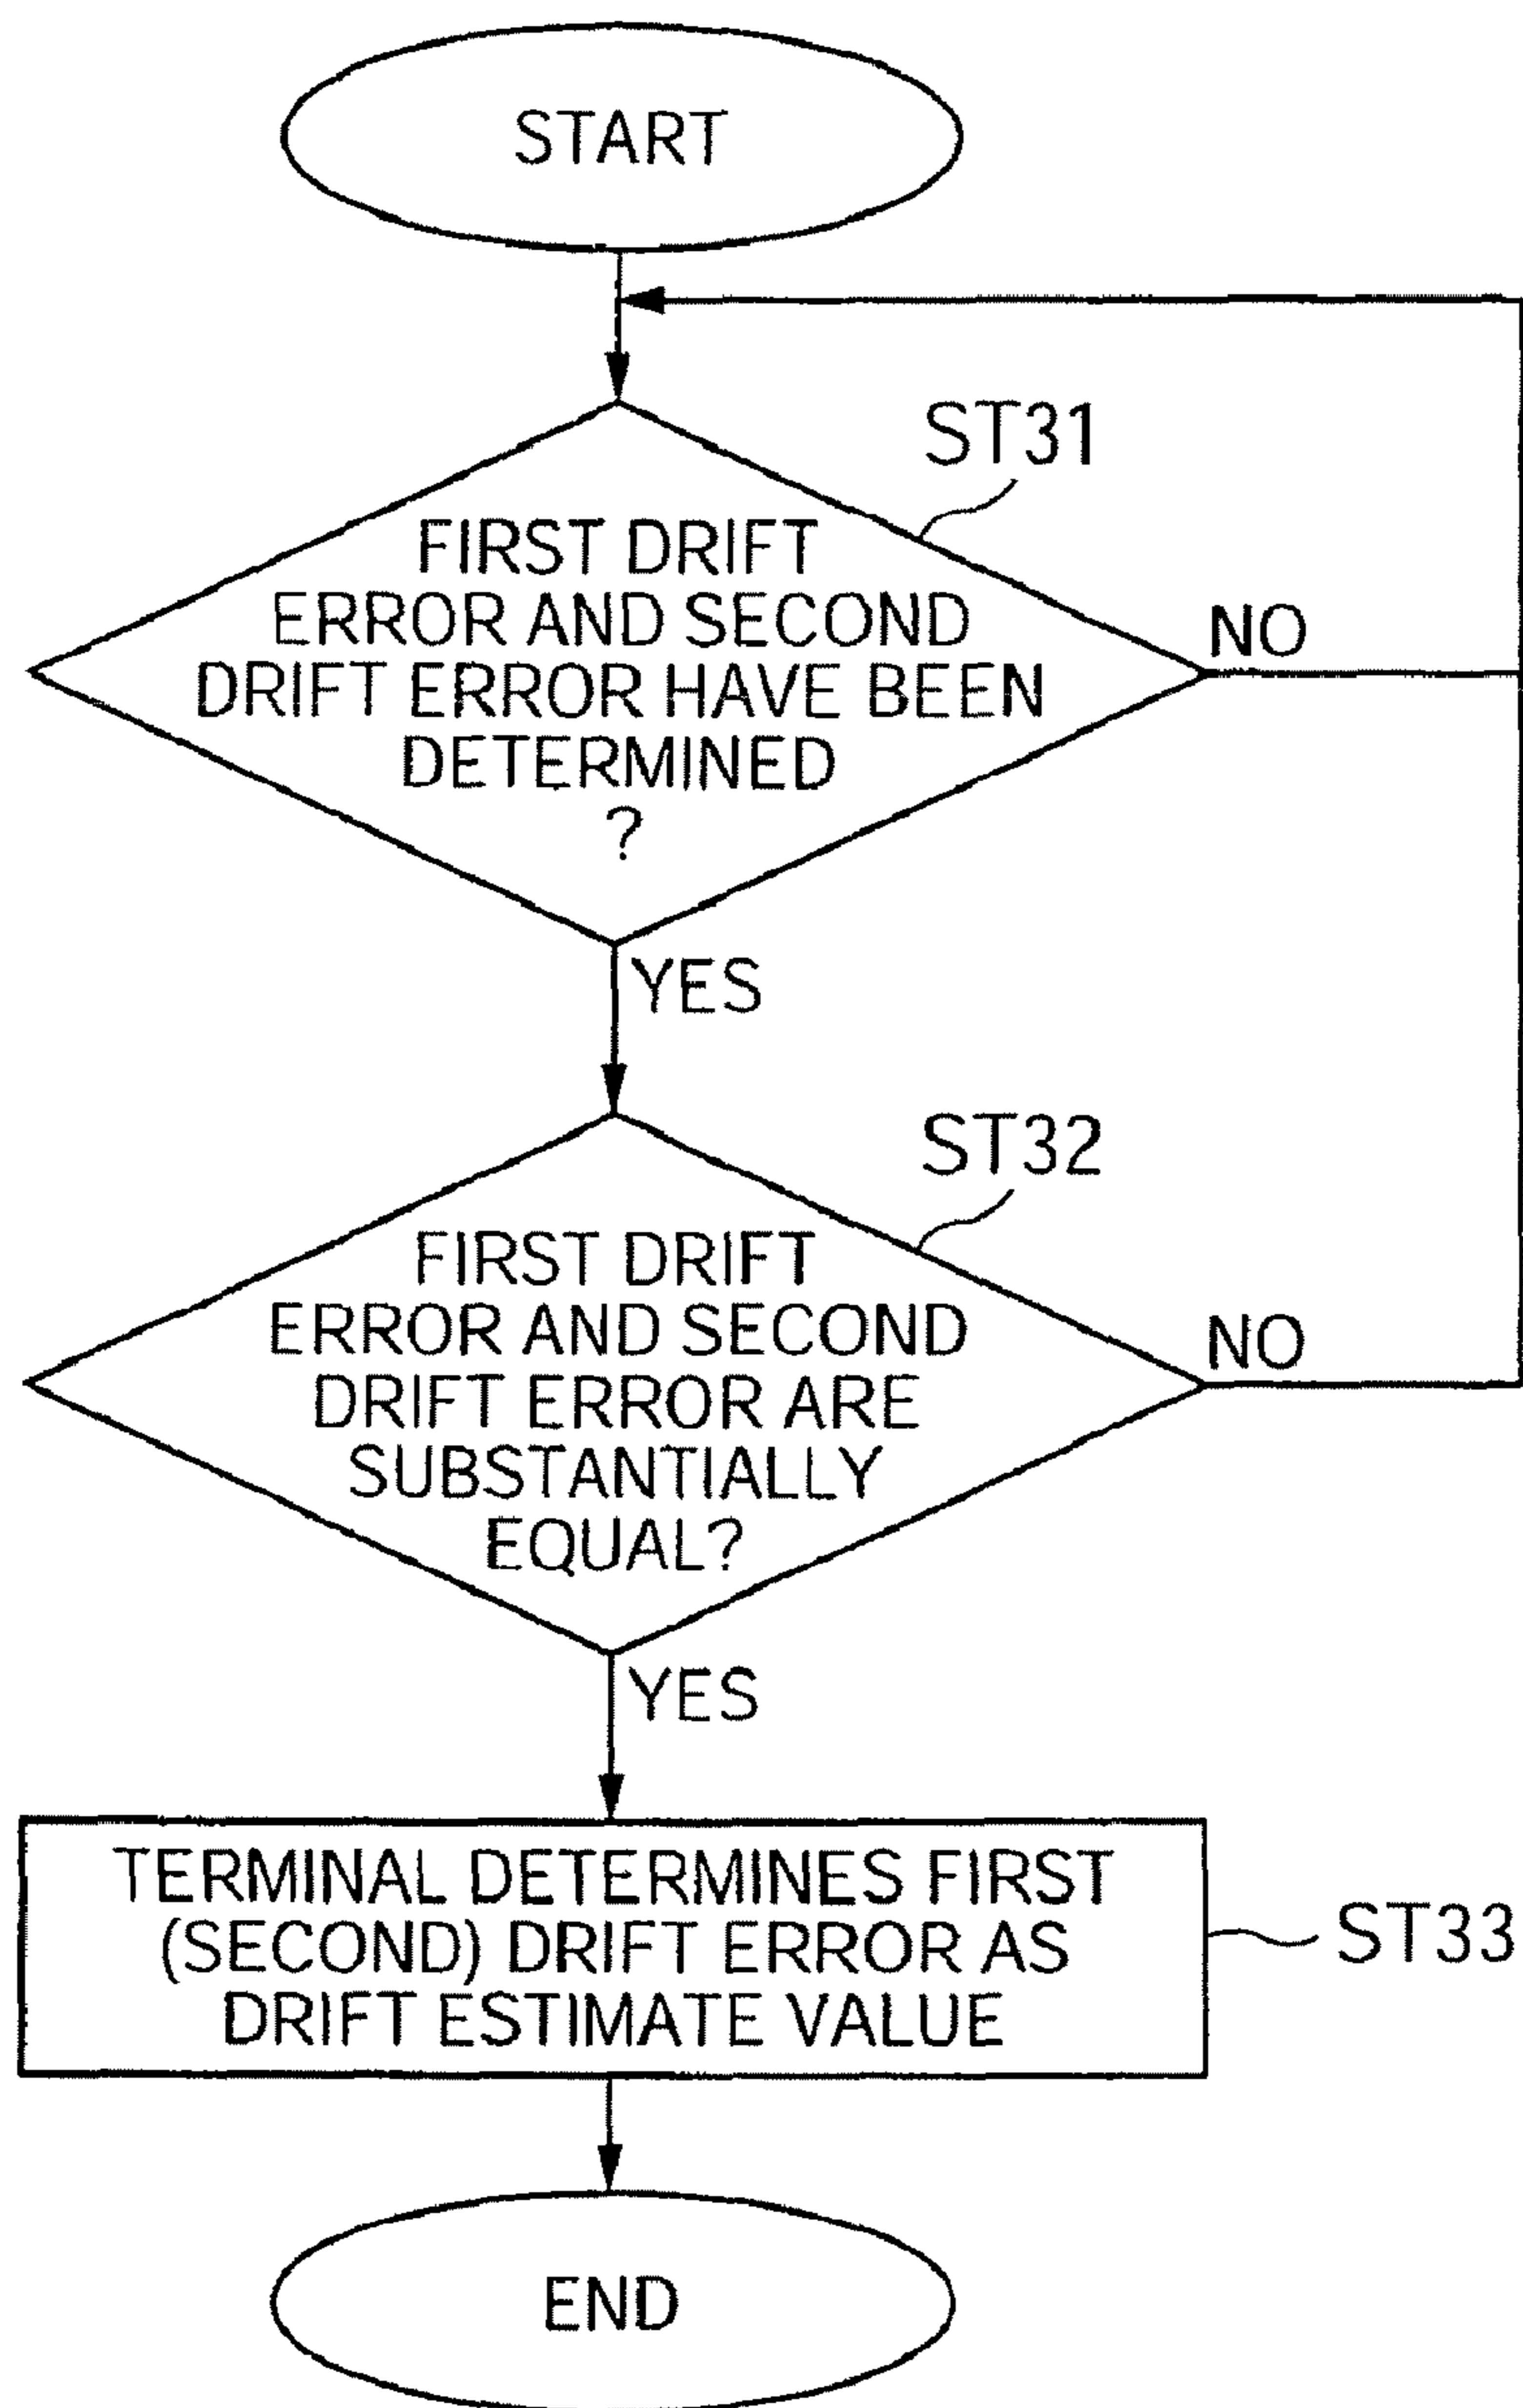 START
ST31
FIRST DRIFT
ERROR AND SECOND
DRIFT ERROR HAVE BEEN
DETERMINED
?
NO
YES
ST32
FIRST DRIFT
ERROR AND SECOND
DRIFT ERROR ARE
SUBSTANTIALLY
EQUAL?
NO
YES
TERMINAL DETERMINES FIRST
(SECOND) DRIFT ERROR AS
DRIFT ESTIMATE VALUE
ST33
END